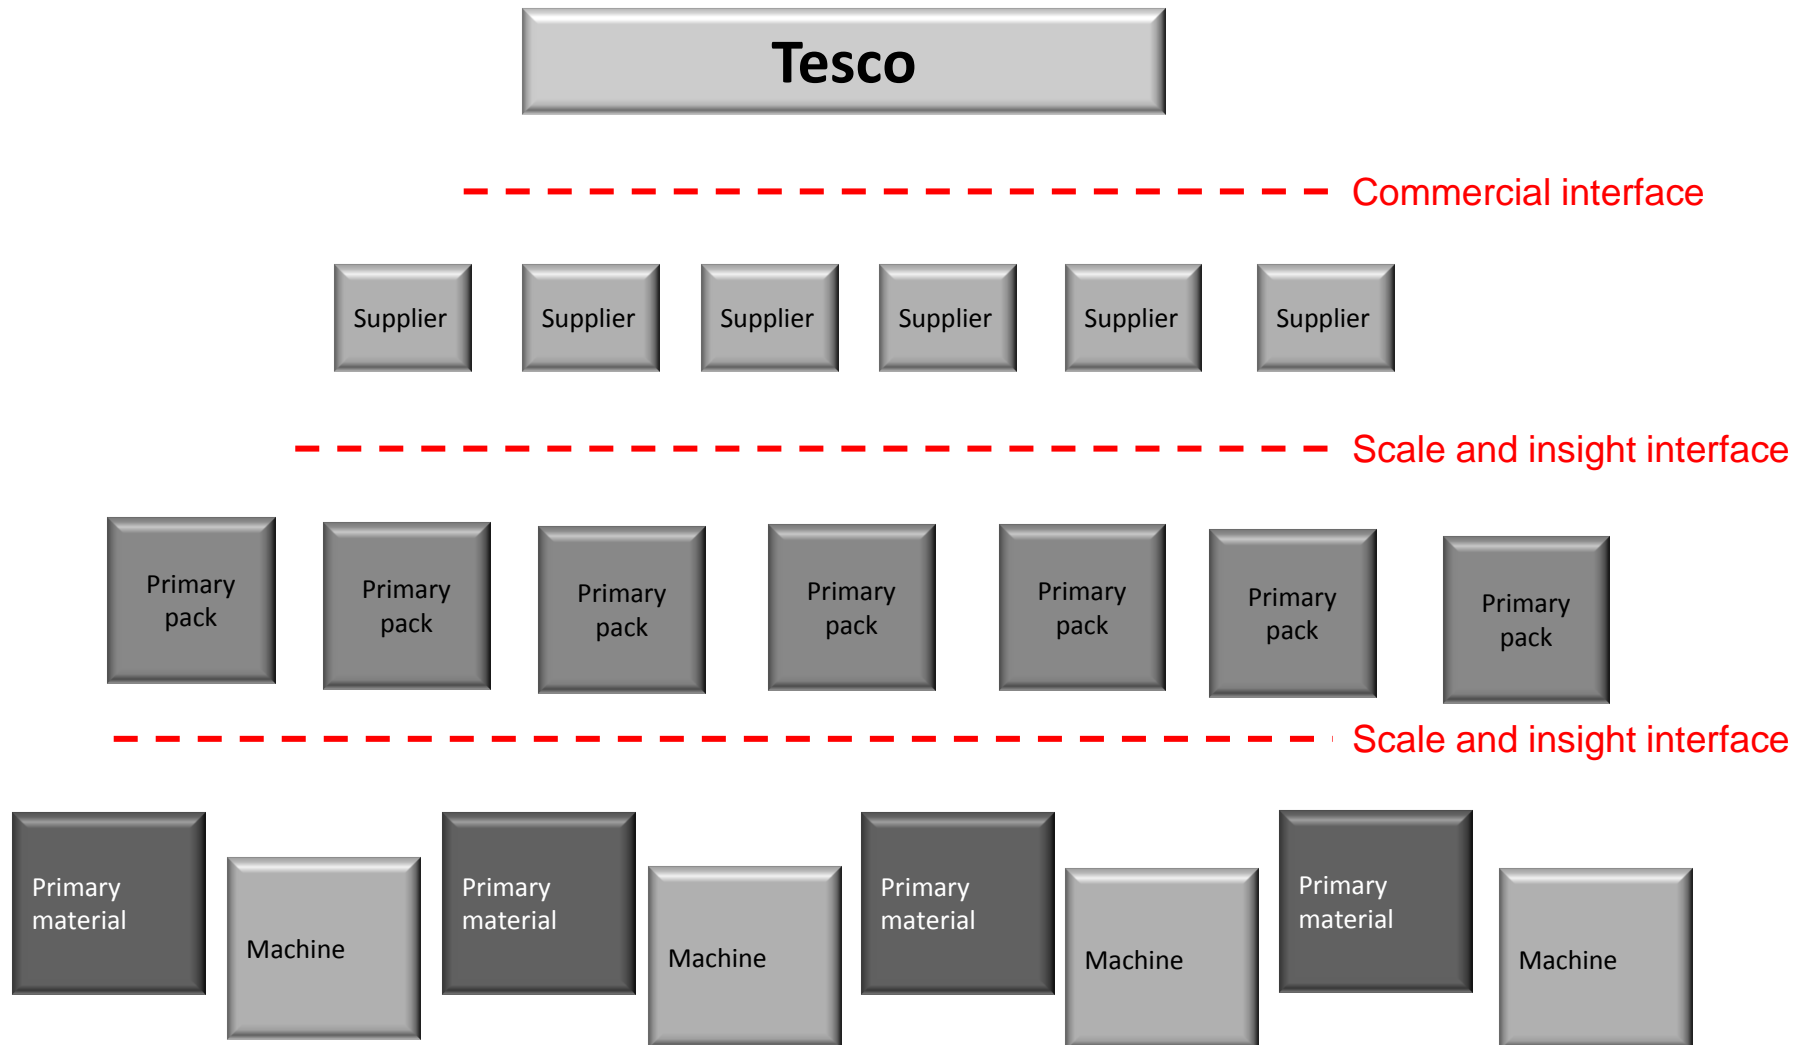 Tesco
Commercial interface
Supplier
Supplier
Supplier
Supplier
Supplier
Supplier
Scale and insight interface
Primary
pack
Primary
pack
Primary
pack
Primary
pack
Primary
pack
Primary
pack
Primary
pack
Scale and insight interface
Primary
material
Machine
Primary
material
Machine
Primary
material
Machine
Primary
material
Machine